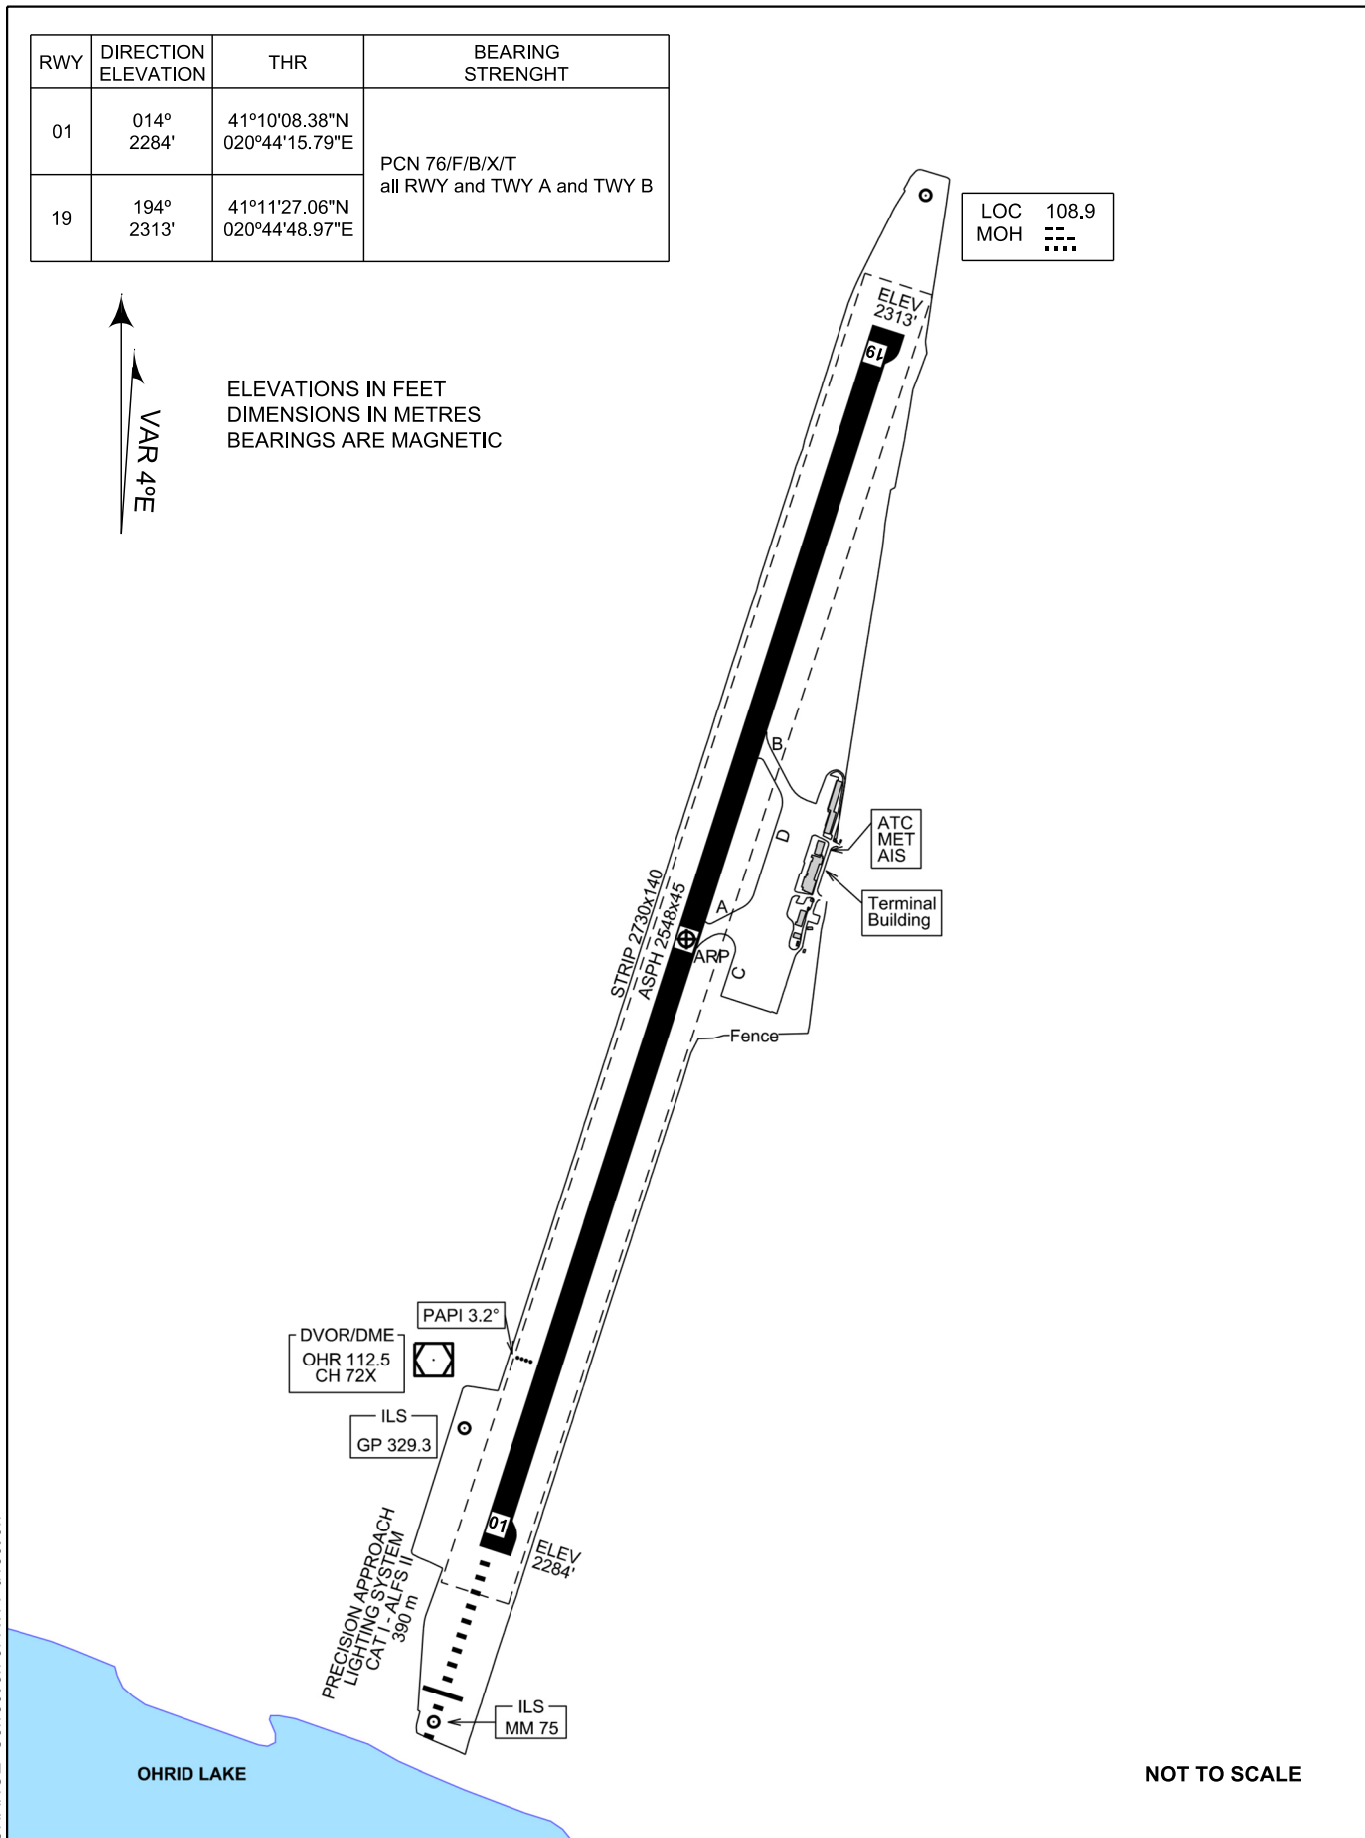 RWY
DIRECTION
ELEVATION
THR
BEARING
STRENGHT
01
014º
2284'
41º10'08.38"N
020º44'15.79"E
PCN 76/F/B/X/T
all RWY and TWY A and TWY B
19
194º
2313'
41º11'27.06"N
020º44'48.97"E
LOC 108.9
MOH
VAR 4ºE
ELEVATIONS IN FEET
DIMENSIONS IN METRES
BEARINGS ARE MAGNETIC
ELEV
2313'
19
B
D
ATC
MET
AIS
Terminal
Building
A
STRIP 2730x140
ASPH 2548x45
ARP
C
Fence
PAPI 3.2°
DVOR/DME
OHR 112.5
CH 72X
ILS
GP 329.3
01
ELEV
2284'
PRECISION APPROACH
LIGHTING SYSTEM
CAT I - ALFS II
390 m
ILS
MM 75
OHRID LAKE
NOT TO SCALE